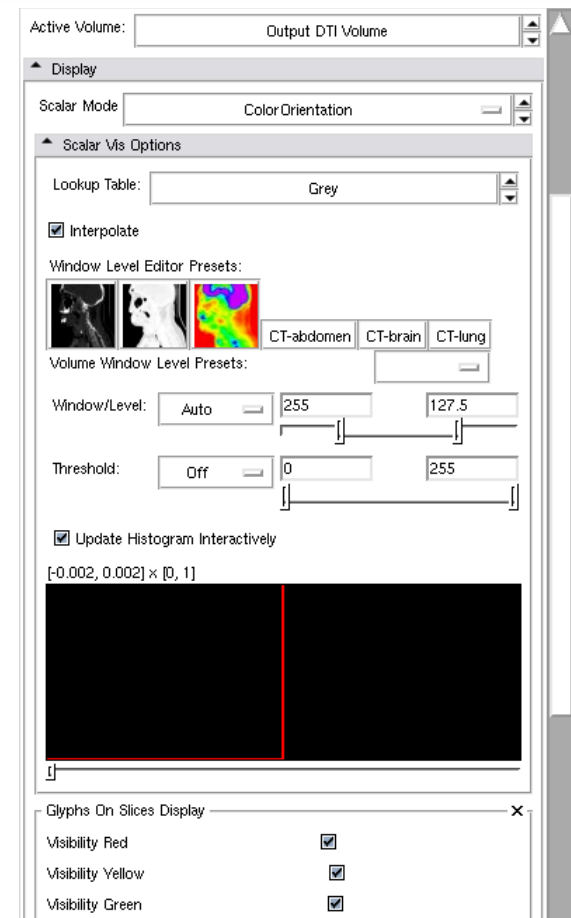 Active Volume: Output DTI Volume
Display
Scalar Mode ColorOrientation
Scalar Vis Options
Lookup Table: Grey
Interpolate
Window Level Editor Presets:
CT-abdomen CT-brain CT-lung
Volume Window Level Presets:
Window/Level: Auto 255 127.5
Threshold: Off 0 255
Update Histogram Interactively
[-0.002, 0.002] x [0, 1]
Glyphs On Slices Display
Visibility Red
Visibility Yellow
Visibility Green